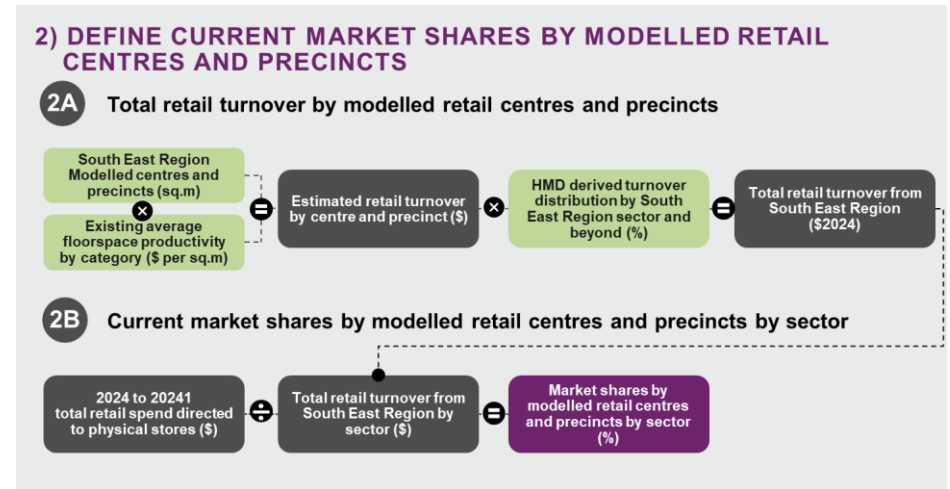 2) DEFINE CURRENT MARKET SHARES BY MODELLED RETAIL
CENTRES AND PRECINCTS
2A
Total retail turnover by modelled retail centres and precincts
South East Region
Modelled centres and
precincts (sq.m)
×
Existing average
floorspace productivity
by category ($ per sq.m)
=
Estimated retail turnover
by centre and precinct ($)
×
HMD derived turnover
distribution by South
East Region sector and
beyond (%)
=
Total retail turnover from
South East Region
($2024)
2B
Current market shares by modelled retail centres and precincts by sector
2024 to 20241
total retail spend directed
to physical stores ($)
÷
Total retail turnover from
South East Region by
sector ($)
=
Market shares by
modelled retail centres
and precincts by sector
(%)